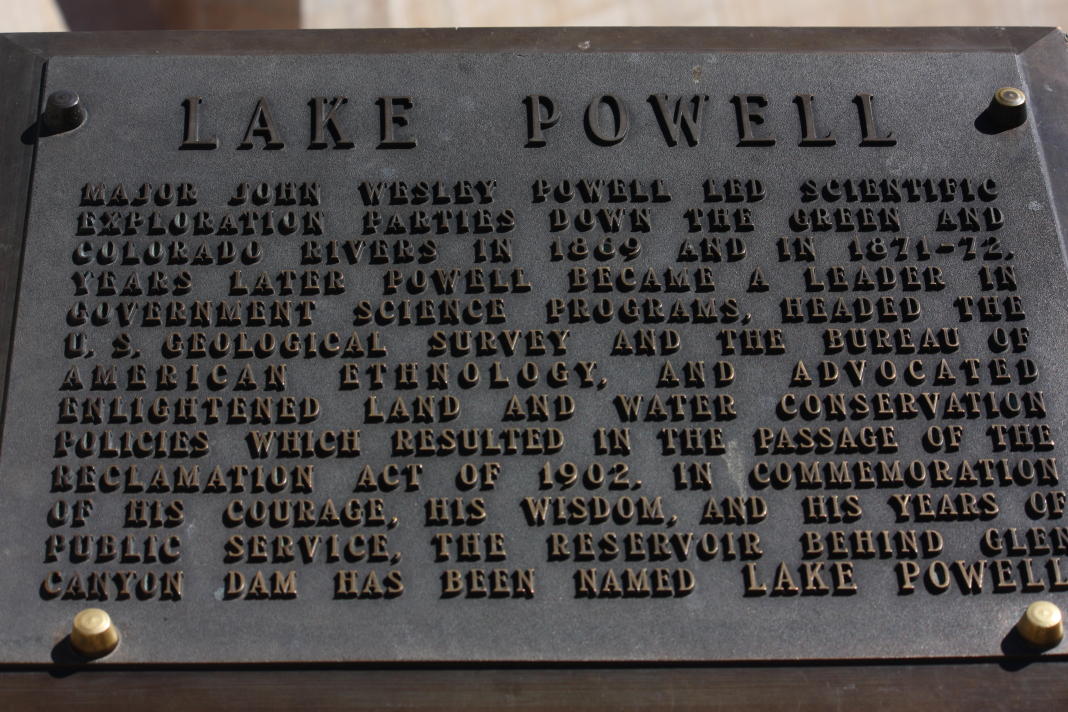 LAKE POWELL
MAJOR JOHN WESLEY POWELL LED SCIENTIFIC
EXPLORATION PARTIES DOWN THE GREEN AND
COLORADO RIVERS IN 1869 AND IN 1871-72.
YEARS LATER POWELL BECAME A LEADER IN
GOVERNMENT SCIENCE PROGRAMS, HEADED THE
U. S. GEOLOGICAL SURVEY AND THE BUREAU OF
AMERICAN ETHNOLOGY, AND ADVOCATED
ENLIGHTENED LAND AND WATER CONSERVATION
POLICIES WHICH RESULTED IN THE PASSAGE OF THE
RECLAMATION ACT OF 1902. IN COMMEMORATION
OF HIS COURAGE, HIS WISDOM, AND HIS YEARS OF
PUBLIC SERVICE, THE RESERVOIR BEHIND GLEN
CANYON DAM HAS BEEN NAMED LAKE POWELL